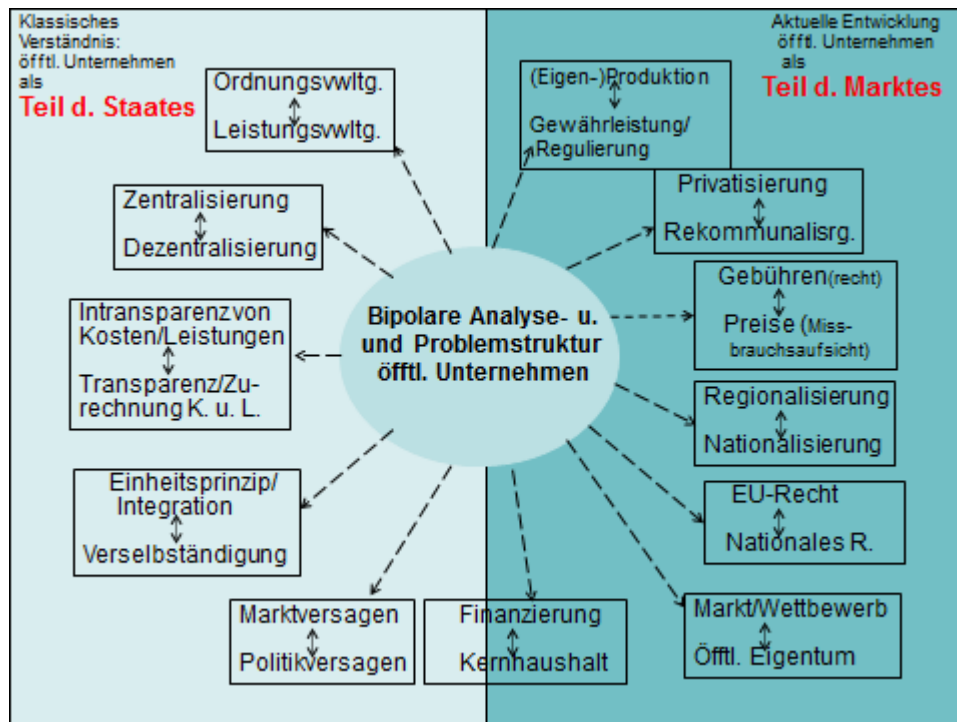 Klassisches
Verständnis:
öfftl. Unternehmen
als
Teil d. Staates
Aktuelle Entwicklung
öfftl. Unternehmen
als
Teil d. Marktes
Ordnungsvwltg.
Leistungsvwltg.
(Eigen-)Produktion
Gewährleistung/
Regulierung
Zentralisierung
Dezentralisierung
Privatisierung
Rekommunalisrg.
Intransparenz von
Kosten/Leistungen
Transparenz/Zu-
rechnung K. u. L.
Bipolare Analyse- u.
und Problemstruktur
öfftl. Unternehmen
Gebühren(recht)
Preise (Miss-
brauchsaufsicht)
Regionalisierung
Nationalisierung
Einheitsprinzip/
Integration
Verselbständigung
EU-Recht
Nationales R.
Marktversagen
Politikversagen
Finanzierung
Kernhaushalt
Markt/Wettbewerb
Öfftl. Eigentum